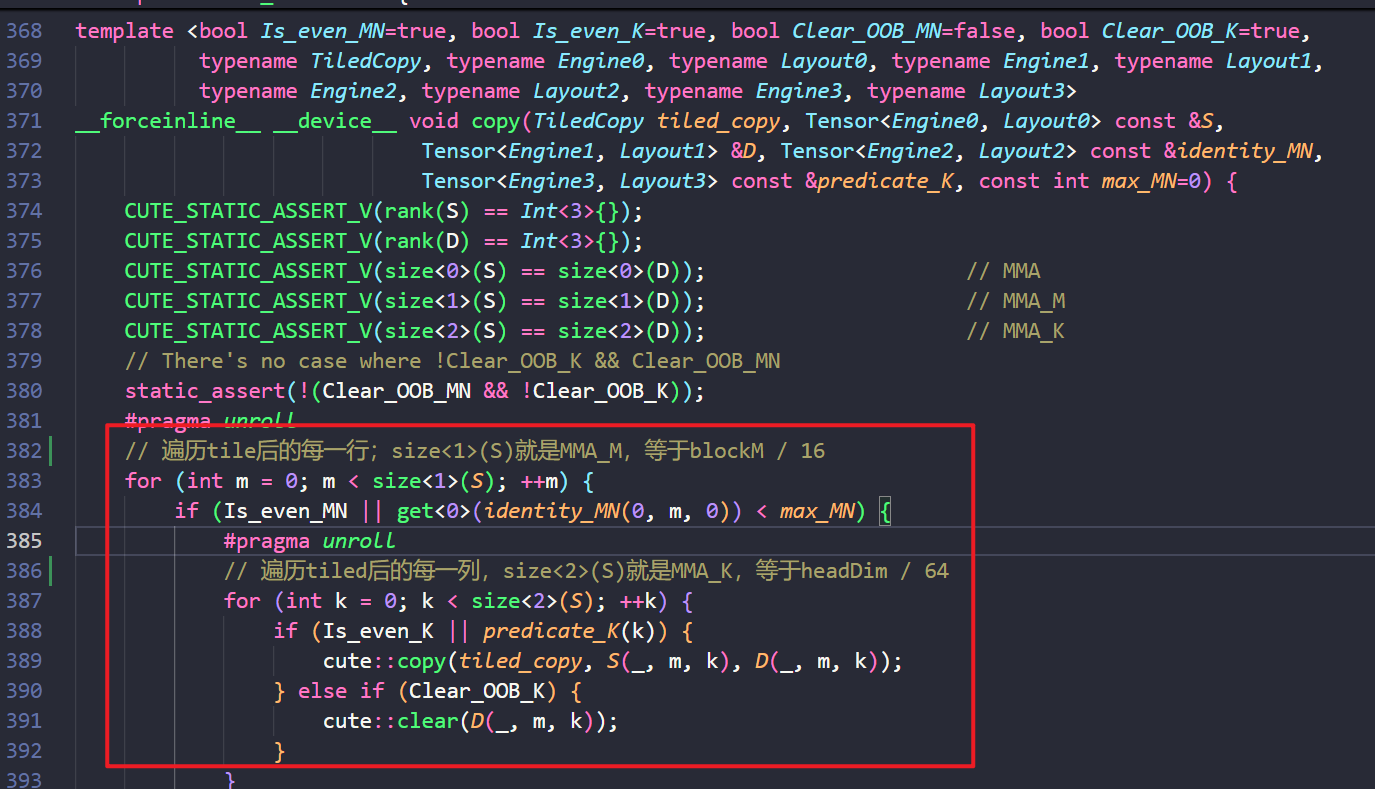 368 template <bool Is_even_MN=true, bool Is_even_K=true, bool Clear_OOB_MN=false, bool Clear_OOB_K=true,
369 typename TiledCopy, typename Engine0, typename Layout0, typename Engine1, typename Layout1,
370 typename Engine2, typename Layout2, typename Engine3, typename Layout3>
371 __forceinline__ __device__ void copy(TiledCopy tiled_copy, Tensor<Engine0, Layout0> const &S,
372 Tensor<Engine1, Layout1> &D, Tensor<Engine2, Layout2> const &identity_MN,
373 Tensor<Engine3, Layout3> const &predicate_K, const int max_MN=0) {
374 CUTE_STATIC_ASSERT_V(rank(S) == Int<3>{});
375 CUTE_STATIC_ASSERT_V(rank(D) == Int<3>{});
376 CUTE_STATIC_ASSERT_V(size<0>(S) == size<0>(D)); // MMA
377 CUTE_STATIC_ASSERT_V(size<1>(S) == size<1>(D)); // MMA_M
378 CUTE_STATIC_ASSERT_V(size<2>(S) == size<2>(D)); // MMA_K
379 // There's no case where !Clear_OOB_K && Clear_OOB_MN
380 static_assert(!(Clear_OOB_MN && !Clear_OOB_K));
381 #pragma unroll
382 // 遍历tile后的每一行；size<1>(S)就是MMA_M，等于blockM / 16
383 for (int m = 0; m < size<1>(S); ++m) {
384 if (Is_even_MN || get<0>(identity_MN(0, m, 0)) < max_MN) {
385 #pragma unroll
386 // 遍历tiled后的每一列，size<2>(S)就是MMA_K，等于headDim / 64
387 for (int k = 0; k < size<2>(S); ++k) {
388 if (Is_even_K || predicate_K(k)) {
389 cute::copy(tiled_copy, S(_, m, k), D(_, m, k));
390 } else if (Clear_OOB_K) {
391 cute::clear(D(_, m, k));
392 }
393 }